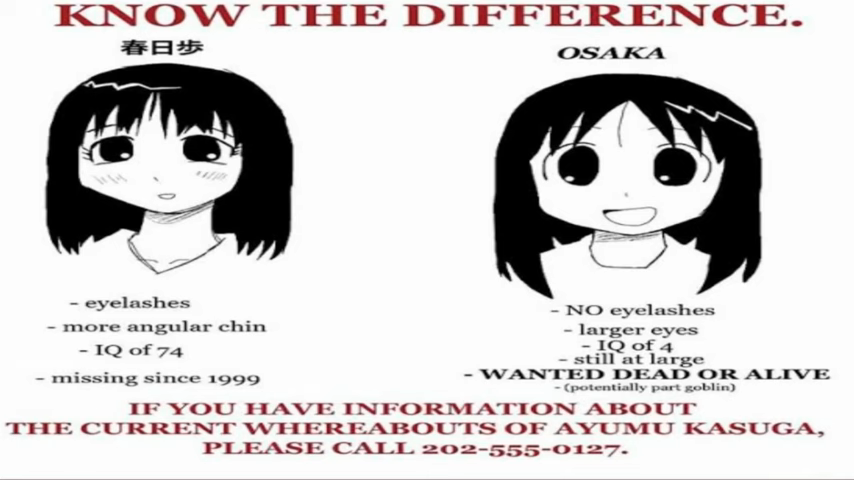 KNOW THE DIFFERENCE.
春日歩
OSAKA
- eyelashes
- more angular chin
- IQ of 74
- missing since 1999
- NO eyelashes
- larger eyes
- IQ of 4
- still at large
- WANTED DEAD OR ALIVE
- (potentially part goblin)
IF YOU HAVE INFORMATION ABOUT
THE CURRENT WHEREABOUTS OF AYUMU KASUGA,
PLEASE CALL 202-555-0127.